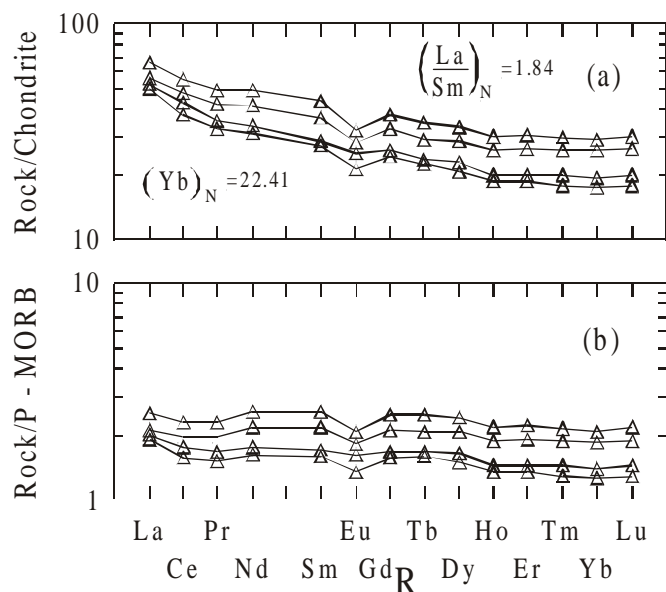 100
(La/Sm)N =1.84
(a)
Rock/Chondrite
(Yb)N =22.41
10
10
(b)
Rock/P - MORB
1
La Pr Eu Tb Ho Tm Lu
Ce Nd Sm Gd R Dy Er Yb